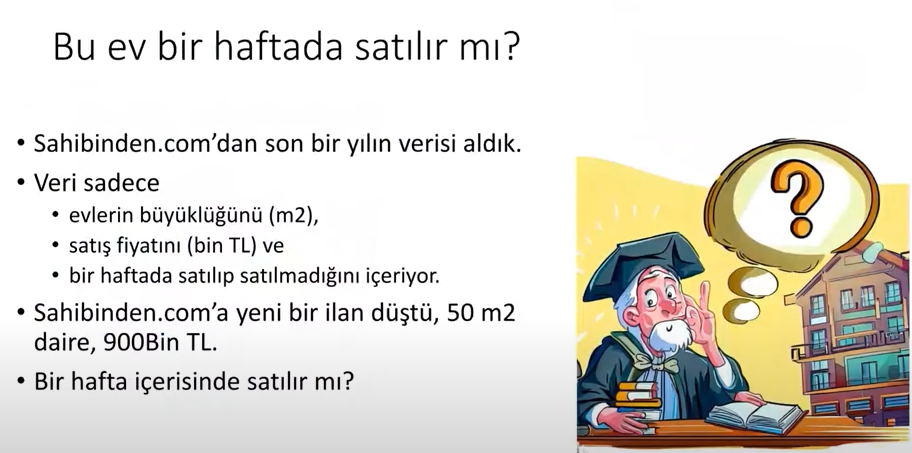 Bu ev bir haftada satılır mı?
• Sahibinden.com’dan son bir yılın verisi aldık.
• Veri sadece
• evlerin büyüklüğünü (m2),
• satış fiyatını (bin TL) ve
• bir haftada satılıp satılmadığını içeriyor.
• Sahibinden.com’a yeni bir ilan düştü, 50 m2
daire, 900Bin TL.
• Bir hafta içerisinde satılır mı?
?